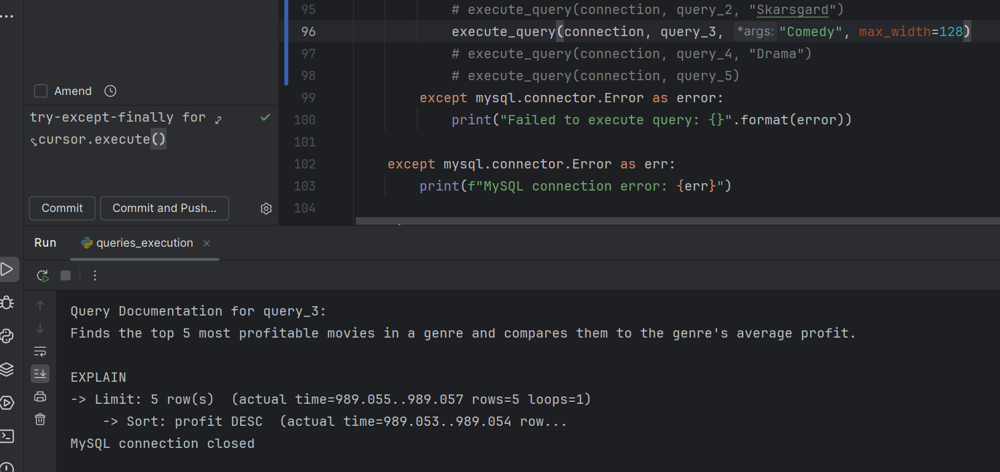 95 # execute_query(connection, query_2, "Skarsgard")
96 execute_query(connection, query_3, *args: "Comedy", max_width=128)
97 # execute_query(connection, query_4, "Drama")
98 # execute_query(connection, query_5)
99 except mysql.connector.Error as error:
100 print("Failed to execute query: {}".format(error))
101
102 except mysql.connector.Error as err:
103 print(f"MySQL connection error: {err}")
104
Amend
try-except-finally for
cursor.execute()
Commit
Commit and Push...
Run
queries_execution
Query Documentation for query_3:
Finds the top 5 most profitable movies in a genre and compares them to the genre's average profit.
EXPLAIN
-> Limit: 5 row(s)  (actual time=989.055..989.057 rows=5 loops=1)
    -> Sort: profit DESC  (actual time=989.053..989.054 row...
MySQL connection closed